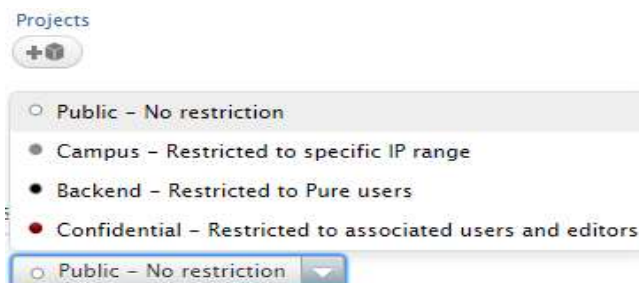 Projects
Public – No restriction
Campus – Restricted to specific IP range
Backend – Restricted to Pure users
Confidential – Restricted to associated users and editors
Public – No restriction